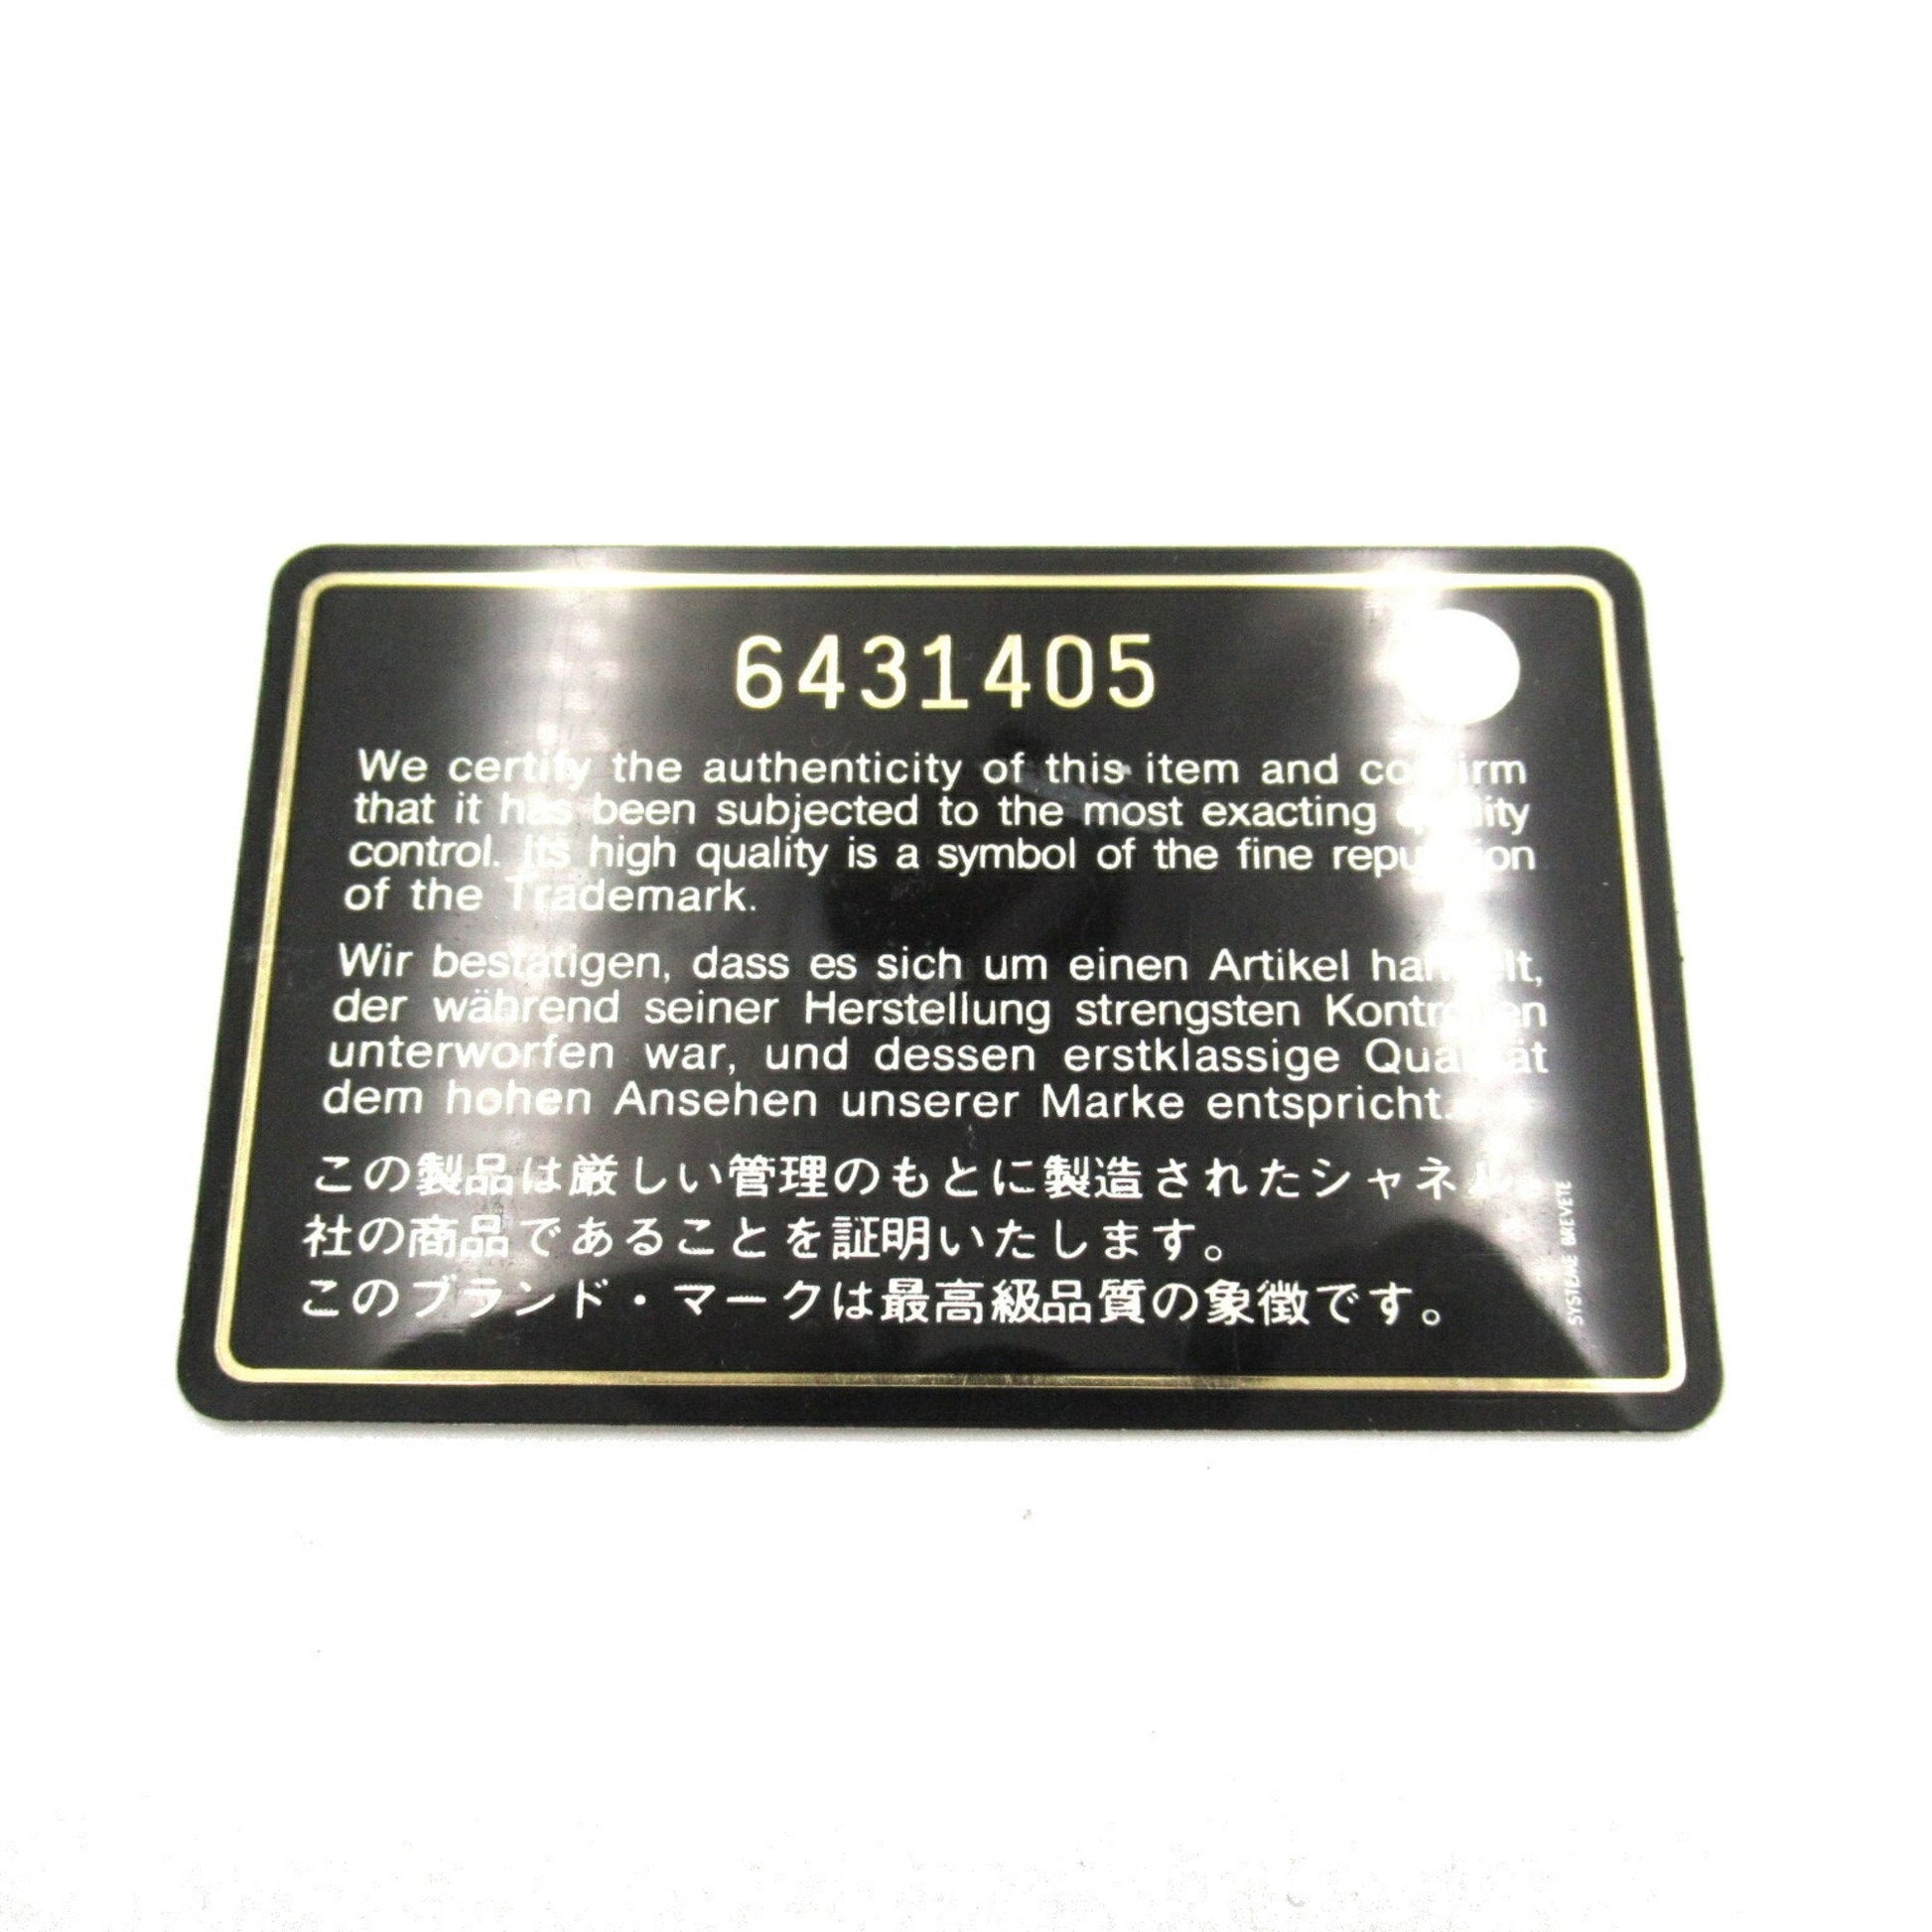 6431405
We certify the authenticity of this item and confirm
that it has been subjected to the most exacting quality
control. Its high quality is a symbol of the fine reputation
of the Trademark.
Wir bestätigen, dass es sich um einen Artikel handelt,
der während seiner Herstellung strengsten Kontrollen
unterworfen war, und dessen erstklassige Qualität
dem hohen Ansehen unserer Marke entspricht.
この製品は厳しい管理のもとに製造されたシャネル
社の商品であることを証明いたします。
このブランド・マークは最高級品質の象徴です。
SYSTEME BREVETE